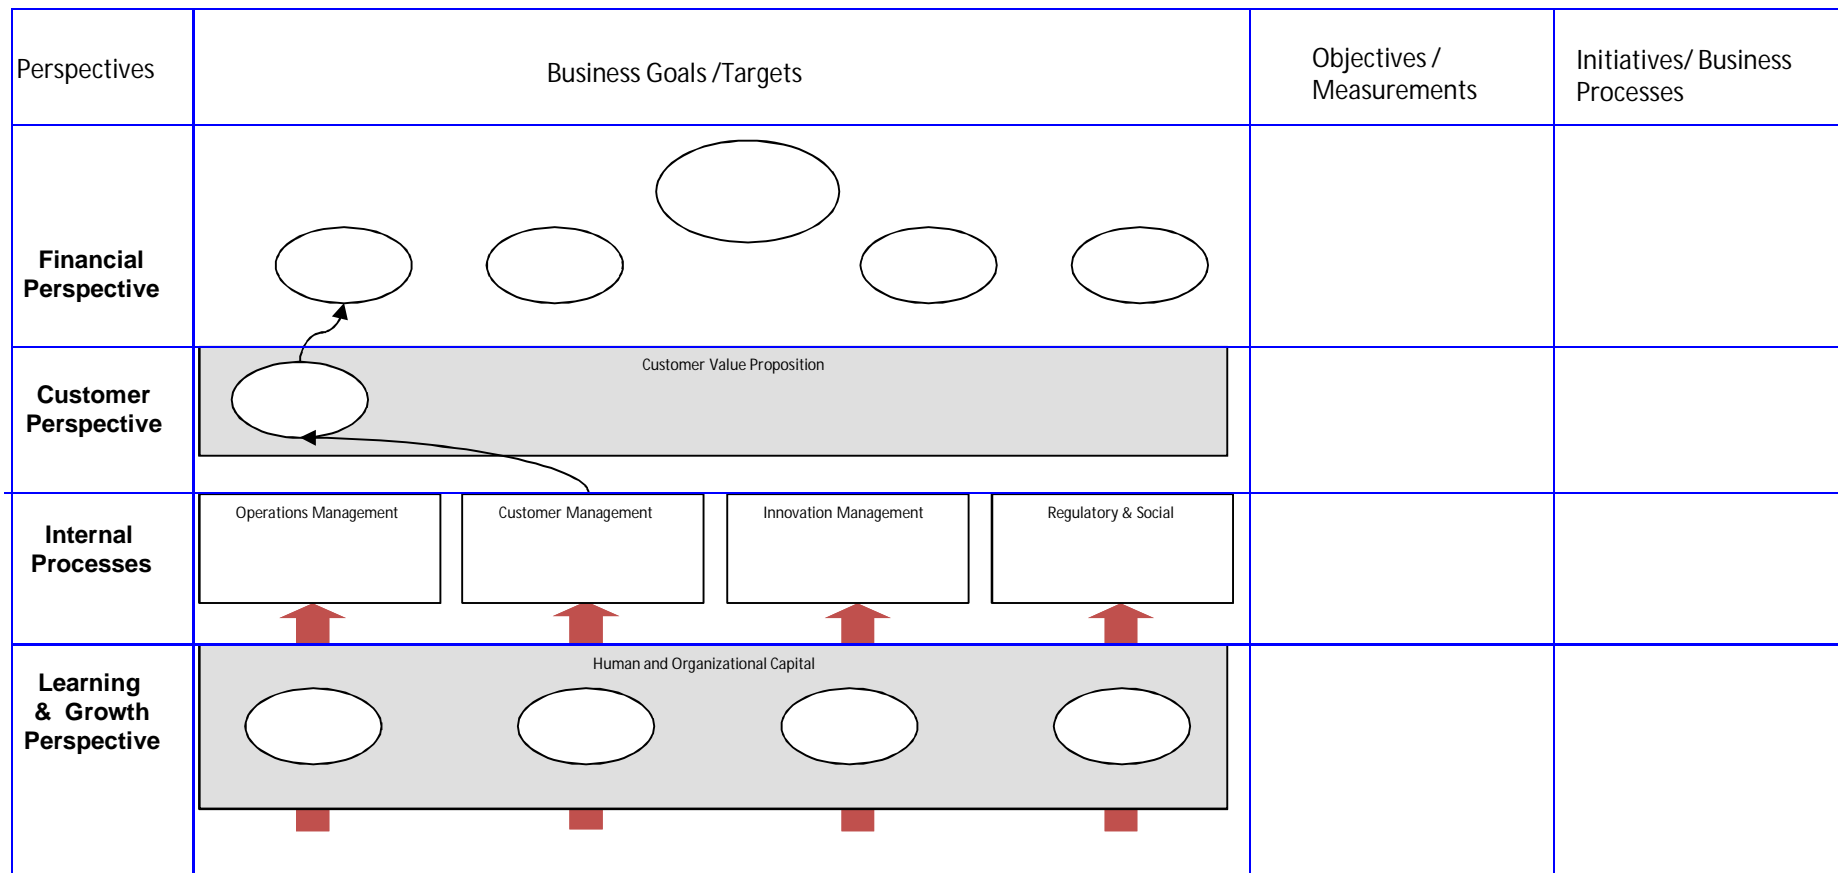 Perspectives
Business Goals /Targets
Objectives /
Measurements
Initiatives/ Business
Processes
Financial
Perspective
Customer Value Proposition
Customer
Perspective
Operations Management
Customer Management
Innovation Management
Regulatory & Social
Internal
Processes
Human and Organizational Capital
Learning
& Growth
Perspective